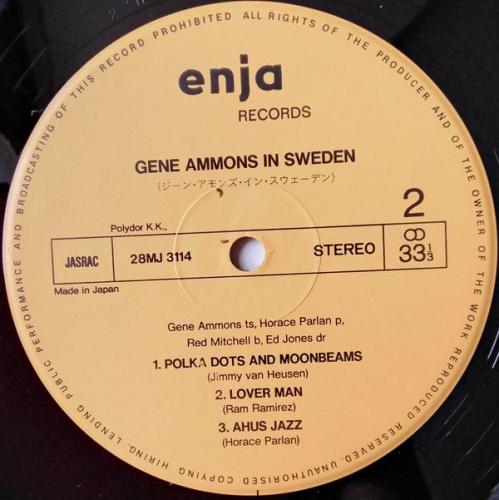 ALL RIGHTS OF THE PRODUCER AND OF THE OWNER OF THE WORK REPRODUCED RESERVED. UNAUTHORISED COPYING HIRING, LENDING PUBLIC PERFORMANCE AND BROADCASTING OF THIS RECORD PROHIBITED
enja
RECORDS
GENE AMMONS IN SWEDEN
(ジーン・アモンズ・イン・スウェーデン)
2
Polydor K.K.,
JASRAC 28MJ 3114 STEREO 33 1/3
Made in Japan
Gene Ammons ts, Horace Parlan p,
Red Mitchell b, Ed Jones dr
1. POLKA DOTS AND MOONBEAMS
(Jimmy van Heusen)
2. LOVER MAN
(Ram Ramirez)
3. AHUS JAZZ
(Horace Parlan)